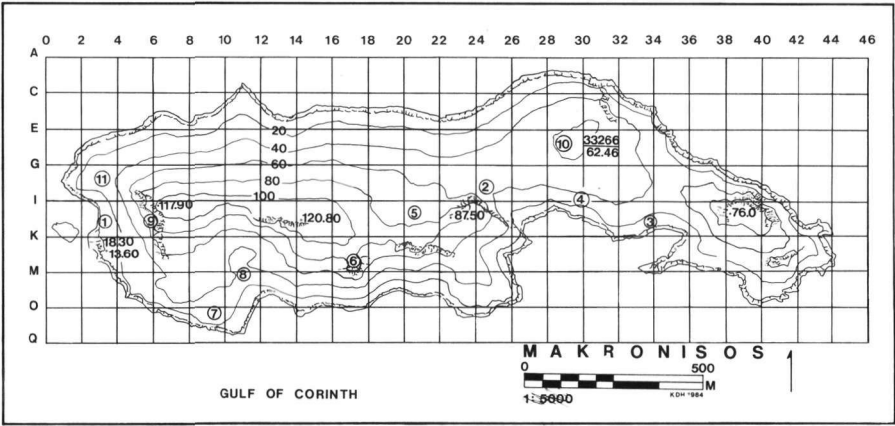 0 2 4 6 8 10 12 14 16 18 20 22 24 26 28 30 32 34 36 38 40 42 44 46
A
C
E
G
I
K
M
O
Q
20
40
60
80
100
10
33266
62.46
11
2
4
1
9
117.90
120.80
5
87.50
3
76.0
18.30
13.60
6
8
7
MAKRONISOS
0 500
M
1: 5000
KDH °984
GULF OF CORINTH